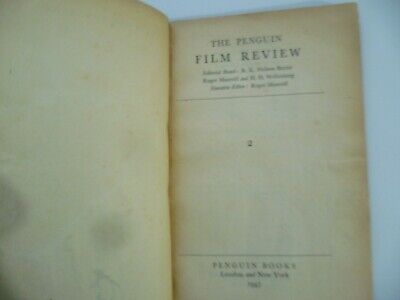 THE PENGUIN
FILM REVIEW
Editorial Board: R. K. Neilson Baxter
Roger Manvell and H. H. Wollenberg
Executive Editor: Roger Manvell
2
PENGUIN BOOKS
London, and New York
1947